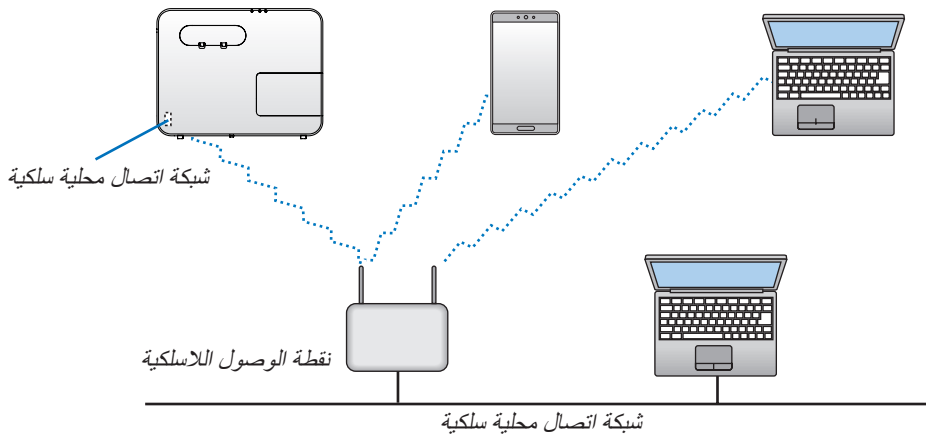 شبكة اتصال محلية سلكية
نقطة الوصول اللاسلكية
شبكة اتصال محلية سلكية